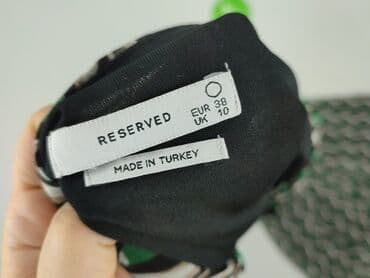 RESERVED
EUR 38
UK 10
MADE IN TURKEY